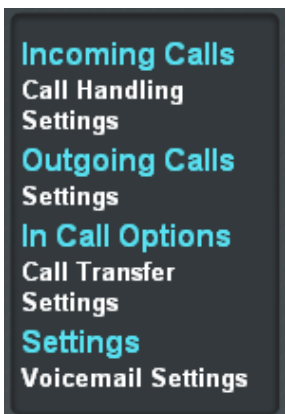 Incoming Calls
Call Handling
Settings
Outgoing Calls
Settings
In Call Options
Call Transfer
Settings
Settings
Voicemail Settings